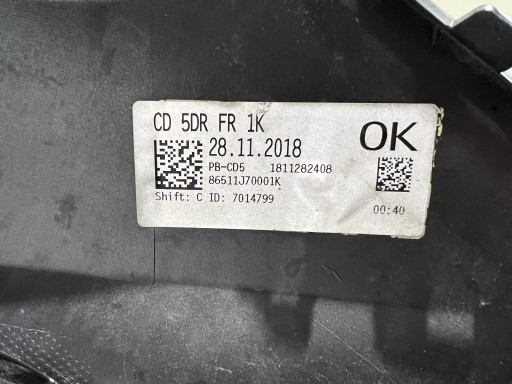 CD 5DR FR 1K
OK
28.11.2018
PB-CD5 1811282408
86511J70001K
Shift: C ID: 7014799
00:40